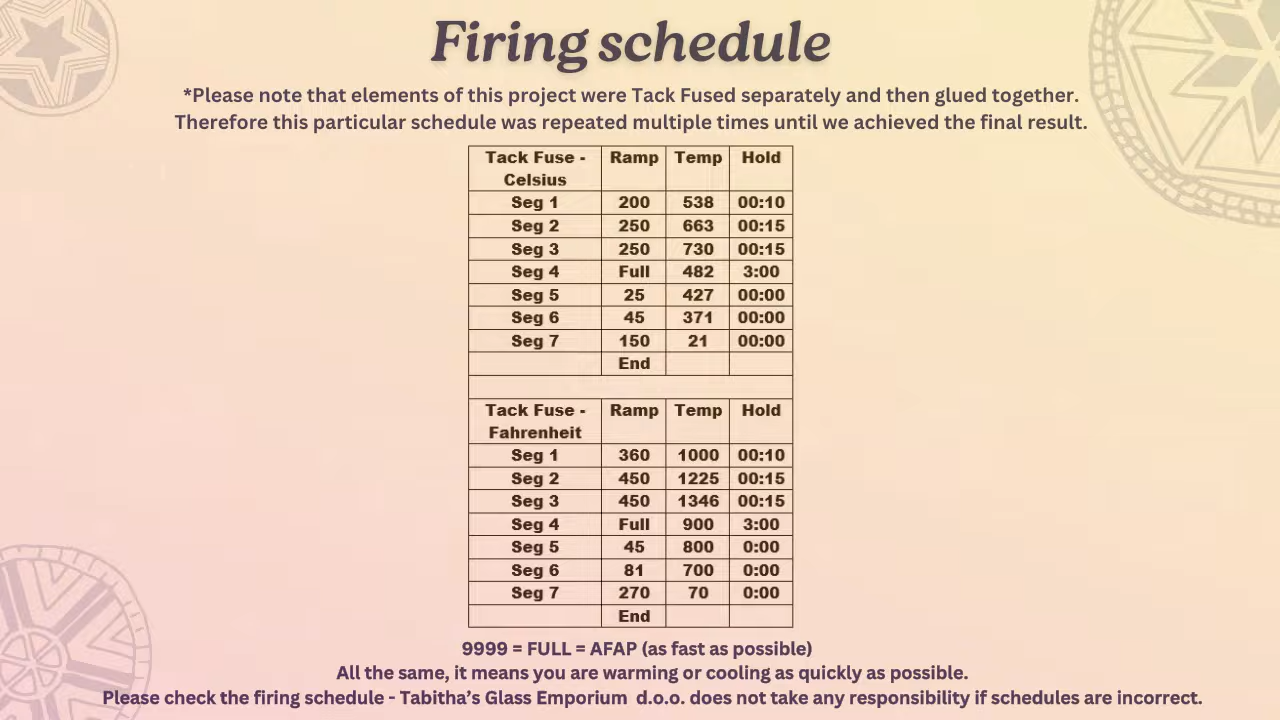 Firing schedule
*Please note that elements of this project were Tack Fused separately and then glued together.
Therefore this particular schedule was repeated multiple times until we achieved the final result.
Tack Fuse - Celsius Ramp Temp Hold
Seg 1 200 538 00:10
Seg 2 250 663 00:15
Seg 3 250 730 00:15
Seg 4 Full 482 3:00
Seg 5 25 427 00:00
Seg 6 45 371 00:00
Seg 7 150 21 00:00
End
Tack Fuse - Fahrenheit Ramp Temp Hold
Seg 1 360 1000 00:10
Seg 2 450 1225 00:15
Seg 3 450 1346 00:15
Seg 4 Full 900 3:00
Seg 5 45 800 0:00
Seg 6 81 700 0:00
Seg 7 270 70 0:00
End
9999 = FULL = AFAP (as fast as possible)
All the same, it means you are warming or cooling as quickly as possible.
Please check the firing schedule - Tabitha's Glass Emporium d.o.o. does not take any responsibility if schedules are incorrect.